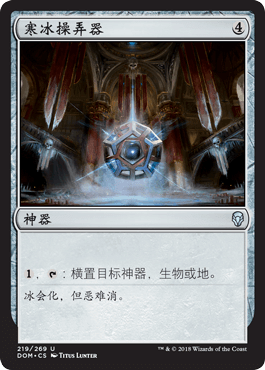 寒冰操弄器 4
神器
1，：横置目标神器，生物或地。
冰会化，但恶难消。
219/269 U
DOM • CS Titus Lunter
™ & © 2018 Wizards of the Coast